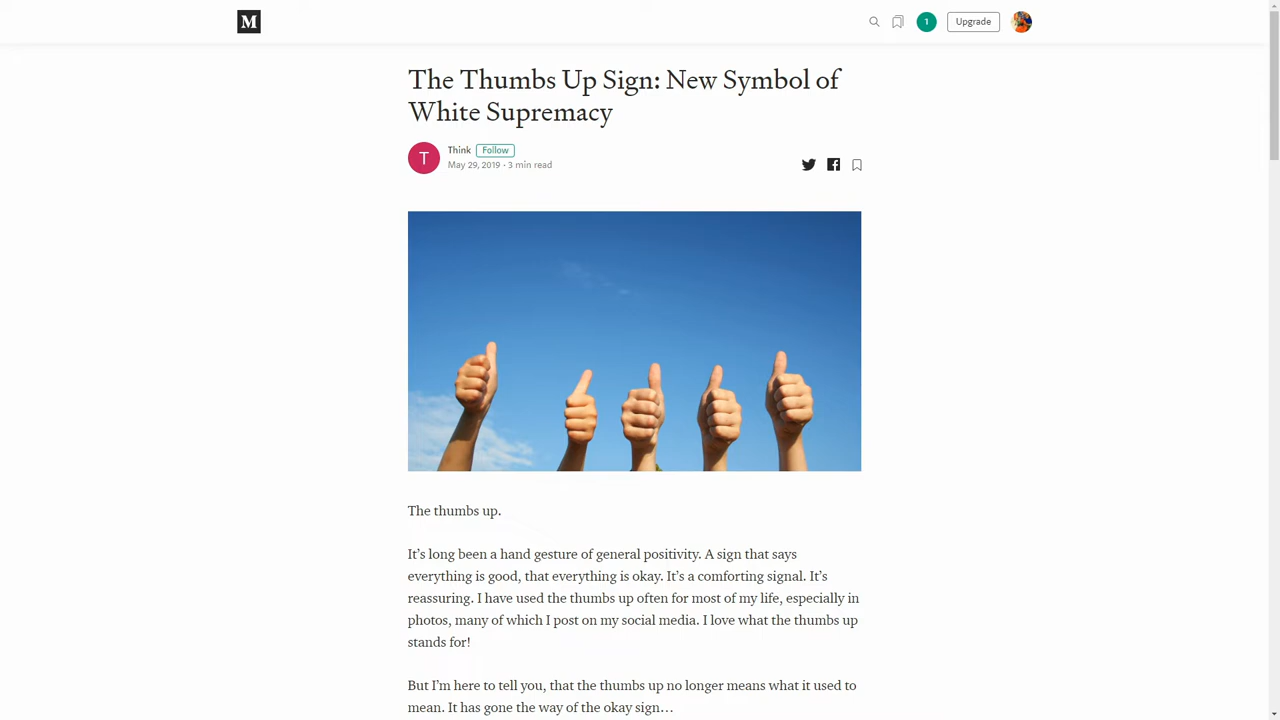 M
1
Upgrade
The Thumbs Up Sign: New Symbol of
White Supremacy
T
Think Follow
May 29, 2019 · 3 min read
The thumbs up.
It’s long been a hand gesture of general positivity. A sign that says
everything is good, that everything is okay. It’s a comforting signal. It’s
reassuring. I have used the thumbs up often for most of my life, especially in
photos, many of which I post on my social media. I love what the thumbs up
stands for!
But I’m here to tell you, that the thumbs up no longer means what it used to
mean. It has gone the way of the okay sign…